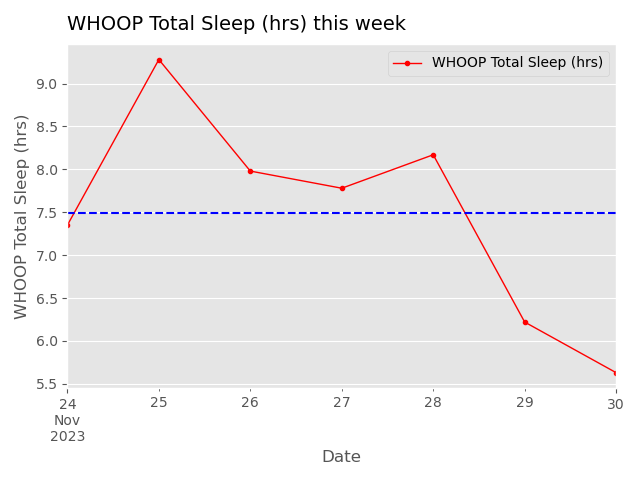 WHOOP Total Sleep (hrs) this week
WHOOP Total Sleep (hrs)
WHOOP Total Sleep (hrs)
9.0
8.5
8.0
7.5
7.0
6.5
6.0
5.5
24 25 26 27 28 29 30
Nov
2023
Date